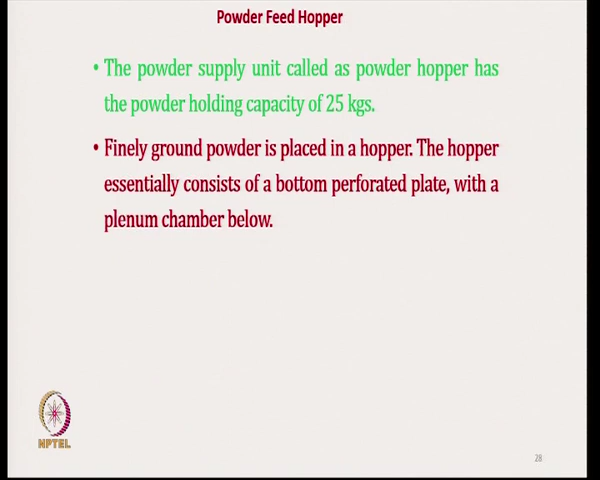 Powder Feed Hopper
• The powder supply unit called as powder hopper has
the powder holding capacity of 25 kgs.
• Finely ground powder is placed in a hopper. The hopper
essentially consists of a bottom perforated plate, with a
plenum chamber below.
NPTEL
28